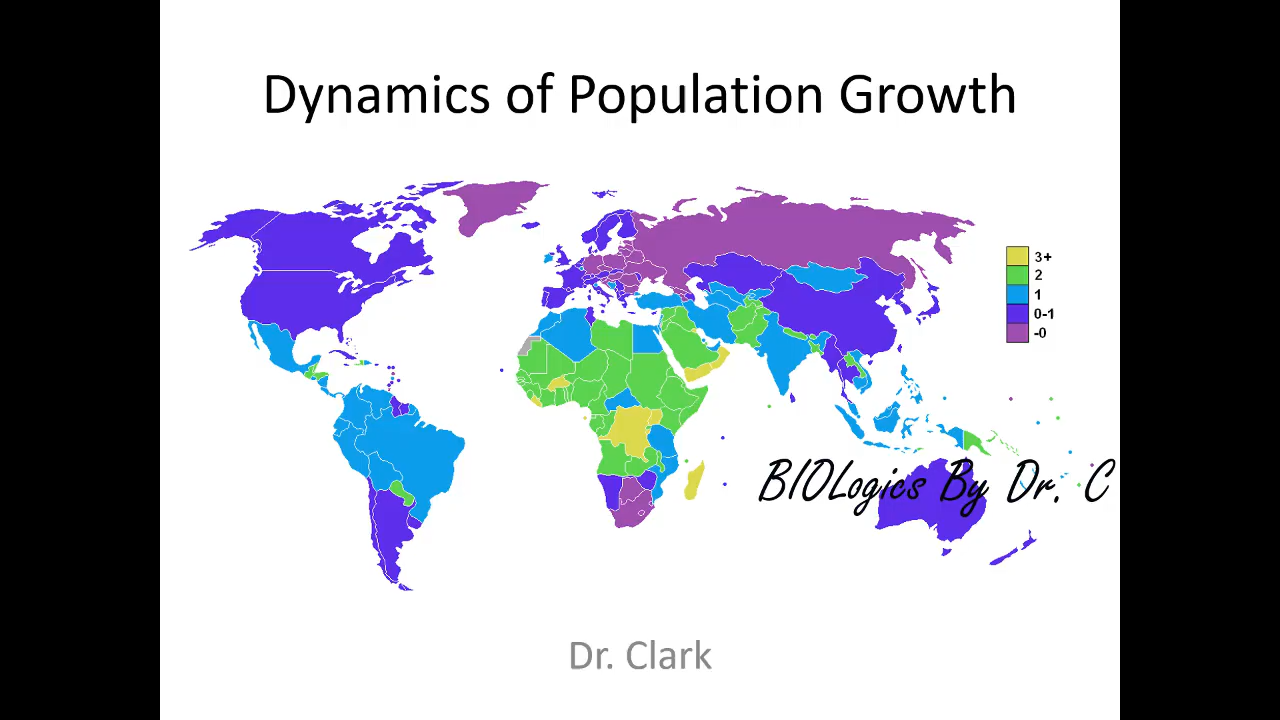 Dynamics of Population Growth
3+
2
1
0-1
-0
BIOLogics By Dr. C
Dr. Clark